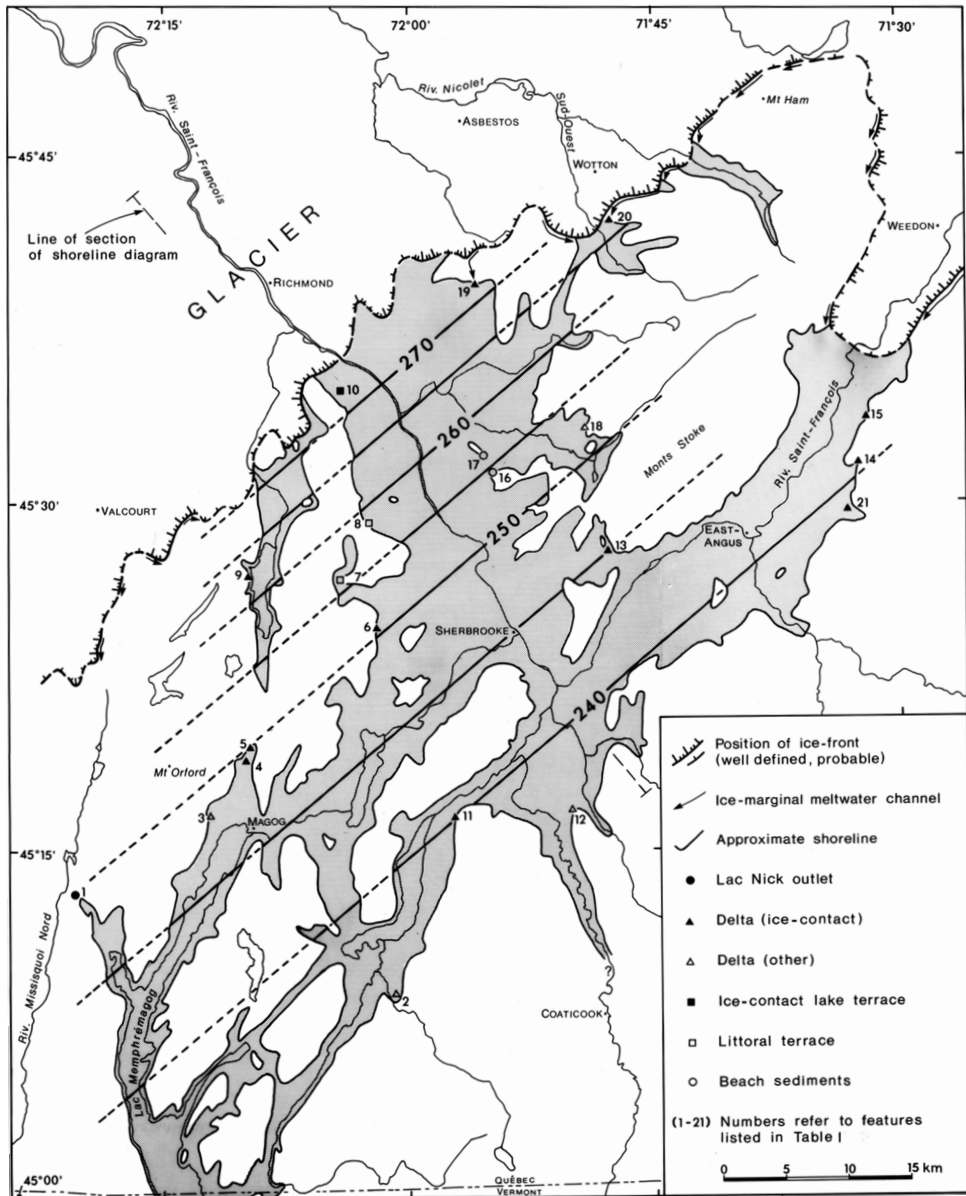 72°15'
72°00'
71°45'
71°30'
Riv. Nicolet
ASBESTOS
Sud-Ouest
Mt Ham
WOTTON
45°45'
Riv. Saint-François
Line of section
of shoreline diagram
GLACIER
RICHMOND
WEEDON
20
19
270
10
260
18
17
16
Monts Stoke
Riv. Saint-François
15
14
21
45°30'
VALCOURT
8
250
13
EAST-
ANGUS
9
7
6
SHERBROOKE
240
5
4
Mt Orford
3
MAGOG
11
12
45°15'
1
Riv. Missisquoi Nord
Lac Memphrémagog
2
?
COATICOOK
45°00'
QUÉBEC
VERMONT
Position of ice-front
(well defined, probable)
Ice-marginal meltwater channel
Approximate shoreline
Lac Nick outlet
Delta (ice-contact)
Delta (other)
Ice-contact lake terrace
Littoral terrace
Beach sediments
(1-21) Numbers refer to features
listed in Table I
0 5 10 15 km